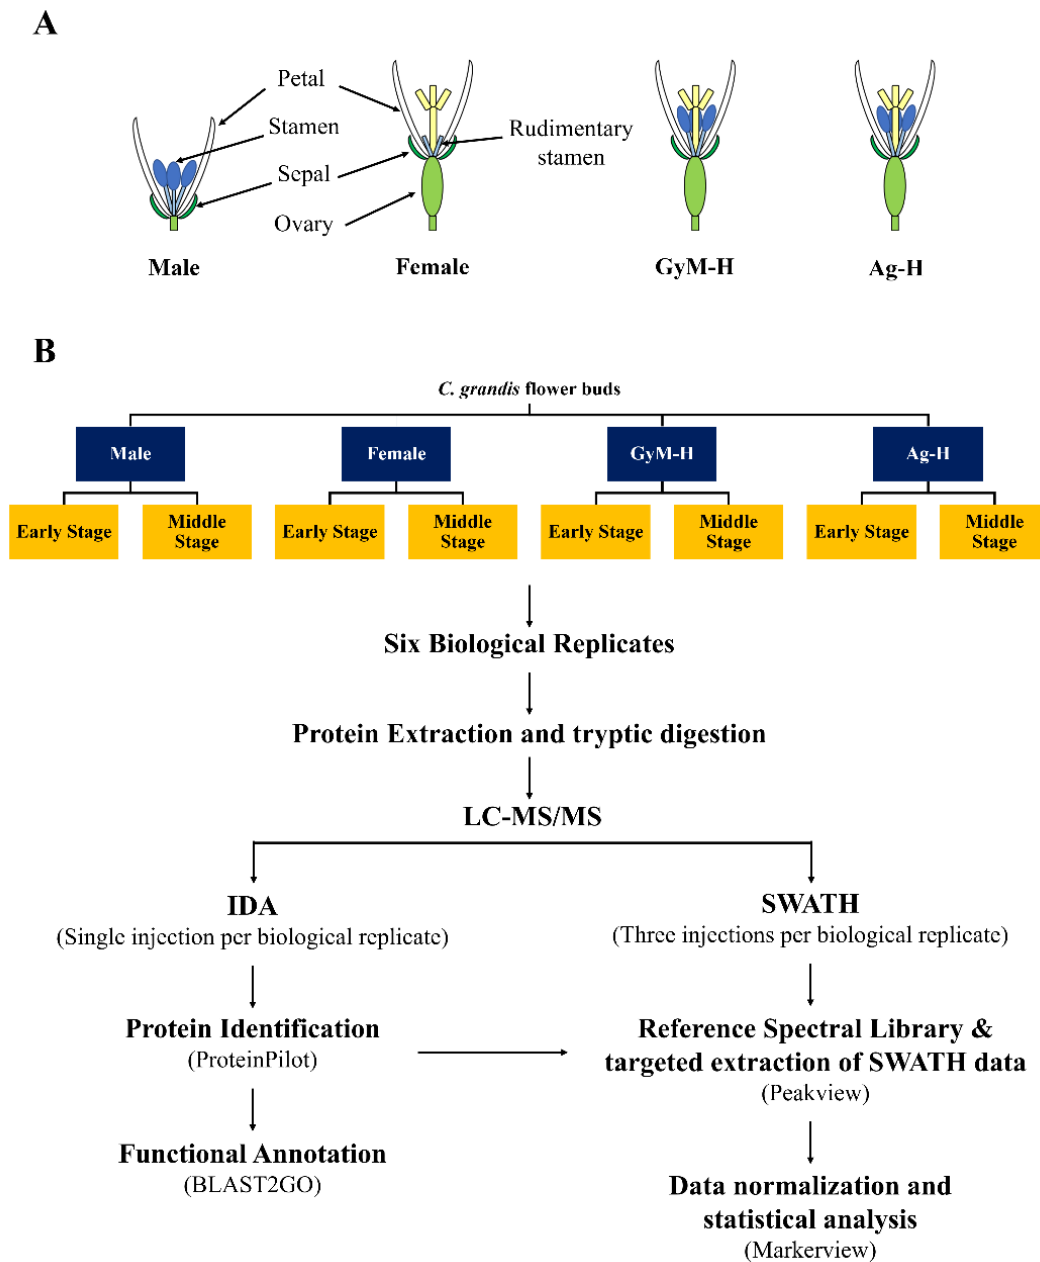 A
Petal
Stamen
Sepal
Ovary
Rudimentary
stamen
Male
Female
GyM-H
Ag-H
B
C. grandis flower buds
Male
Female
GyM-H
Ag-H
Early Stage
Middle
Stage
Early Stage
Middle
Stage
Early Stage
Middle
Stage
Early Stage
Middle
Stage
Six Biological Replicates
Protein Extraction and tryptic digestion
LC-MS/MS
IDA
(Single injection per biological replicate)
SWATH
(Three injections per biological replicate)
Protein Identification
(ProteinPilot)
Reference Spectral Library &
targeted extraction of SWATH data
(Peakview)
Functional Annotation
(BLAST2GO)
Data normalization and
statistical analysis
(Markerview)